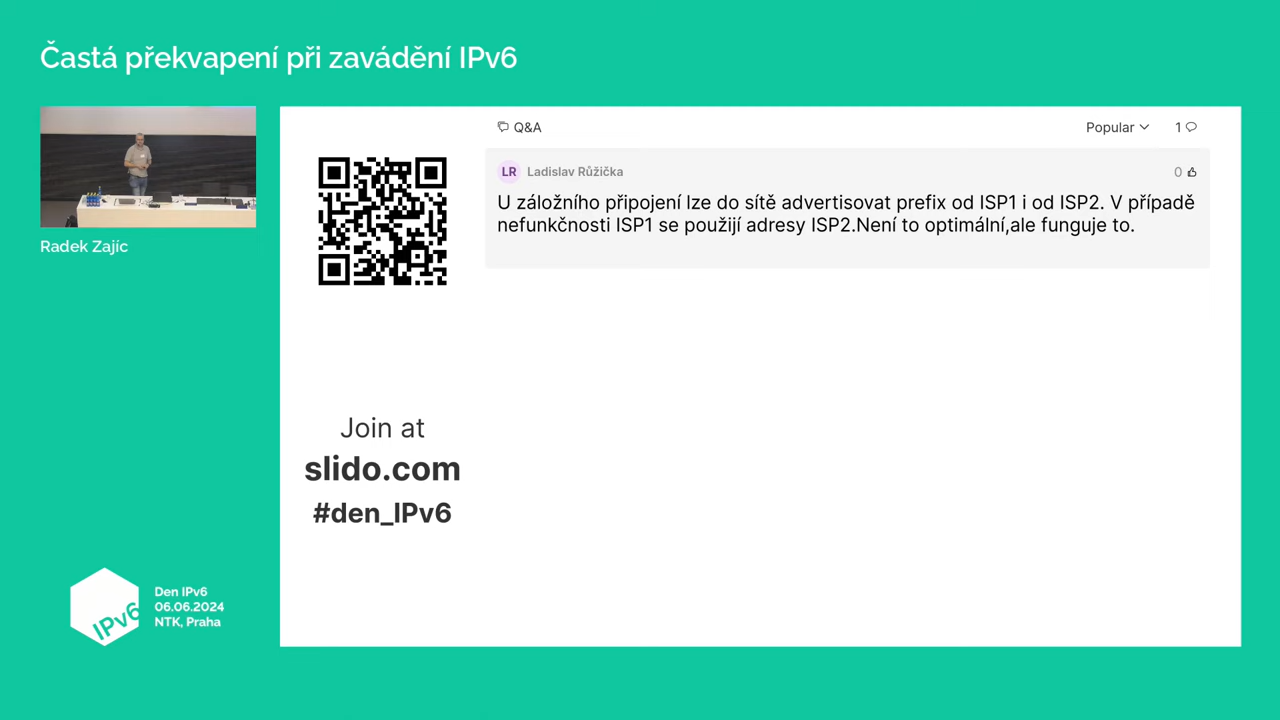 Častá překvapení při zavádění IPv6
Radek Zajíc
Q&A
Popular
1
LR
Ladislav Růžička
0
U záložního připojení lze do sítě advertisovat prefix od ISP1 i od ISP2. V případě
nefunkčnosti ISP1 se použijí adresy ISP2.Není to optimální,ale funguje to.
Join at
slido.com
#den_IPv6
IPv6
Den IPv6
06.06.2024
NTK, Praha